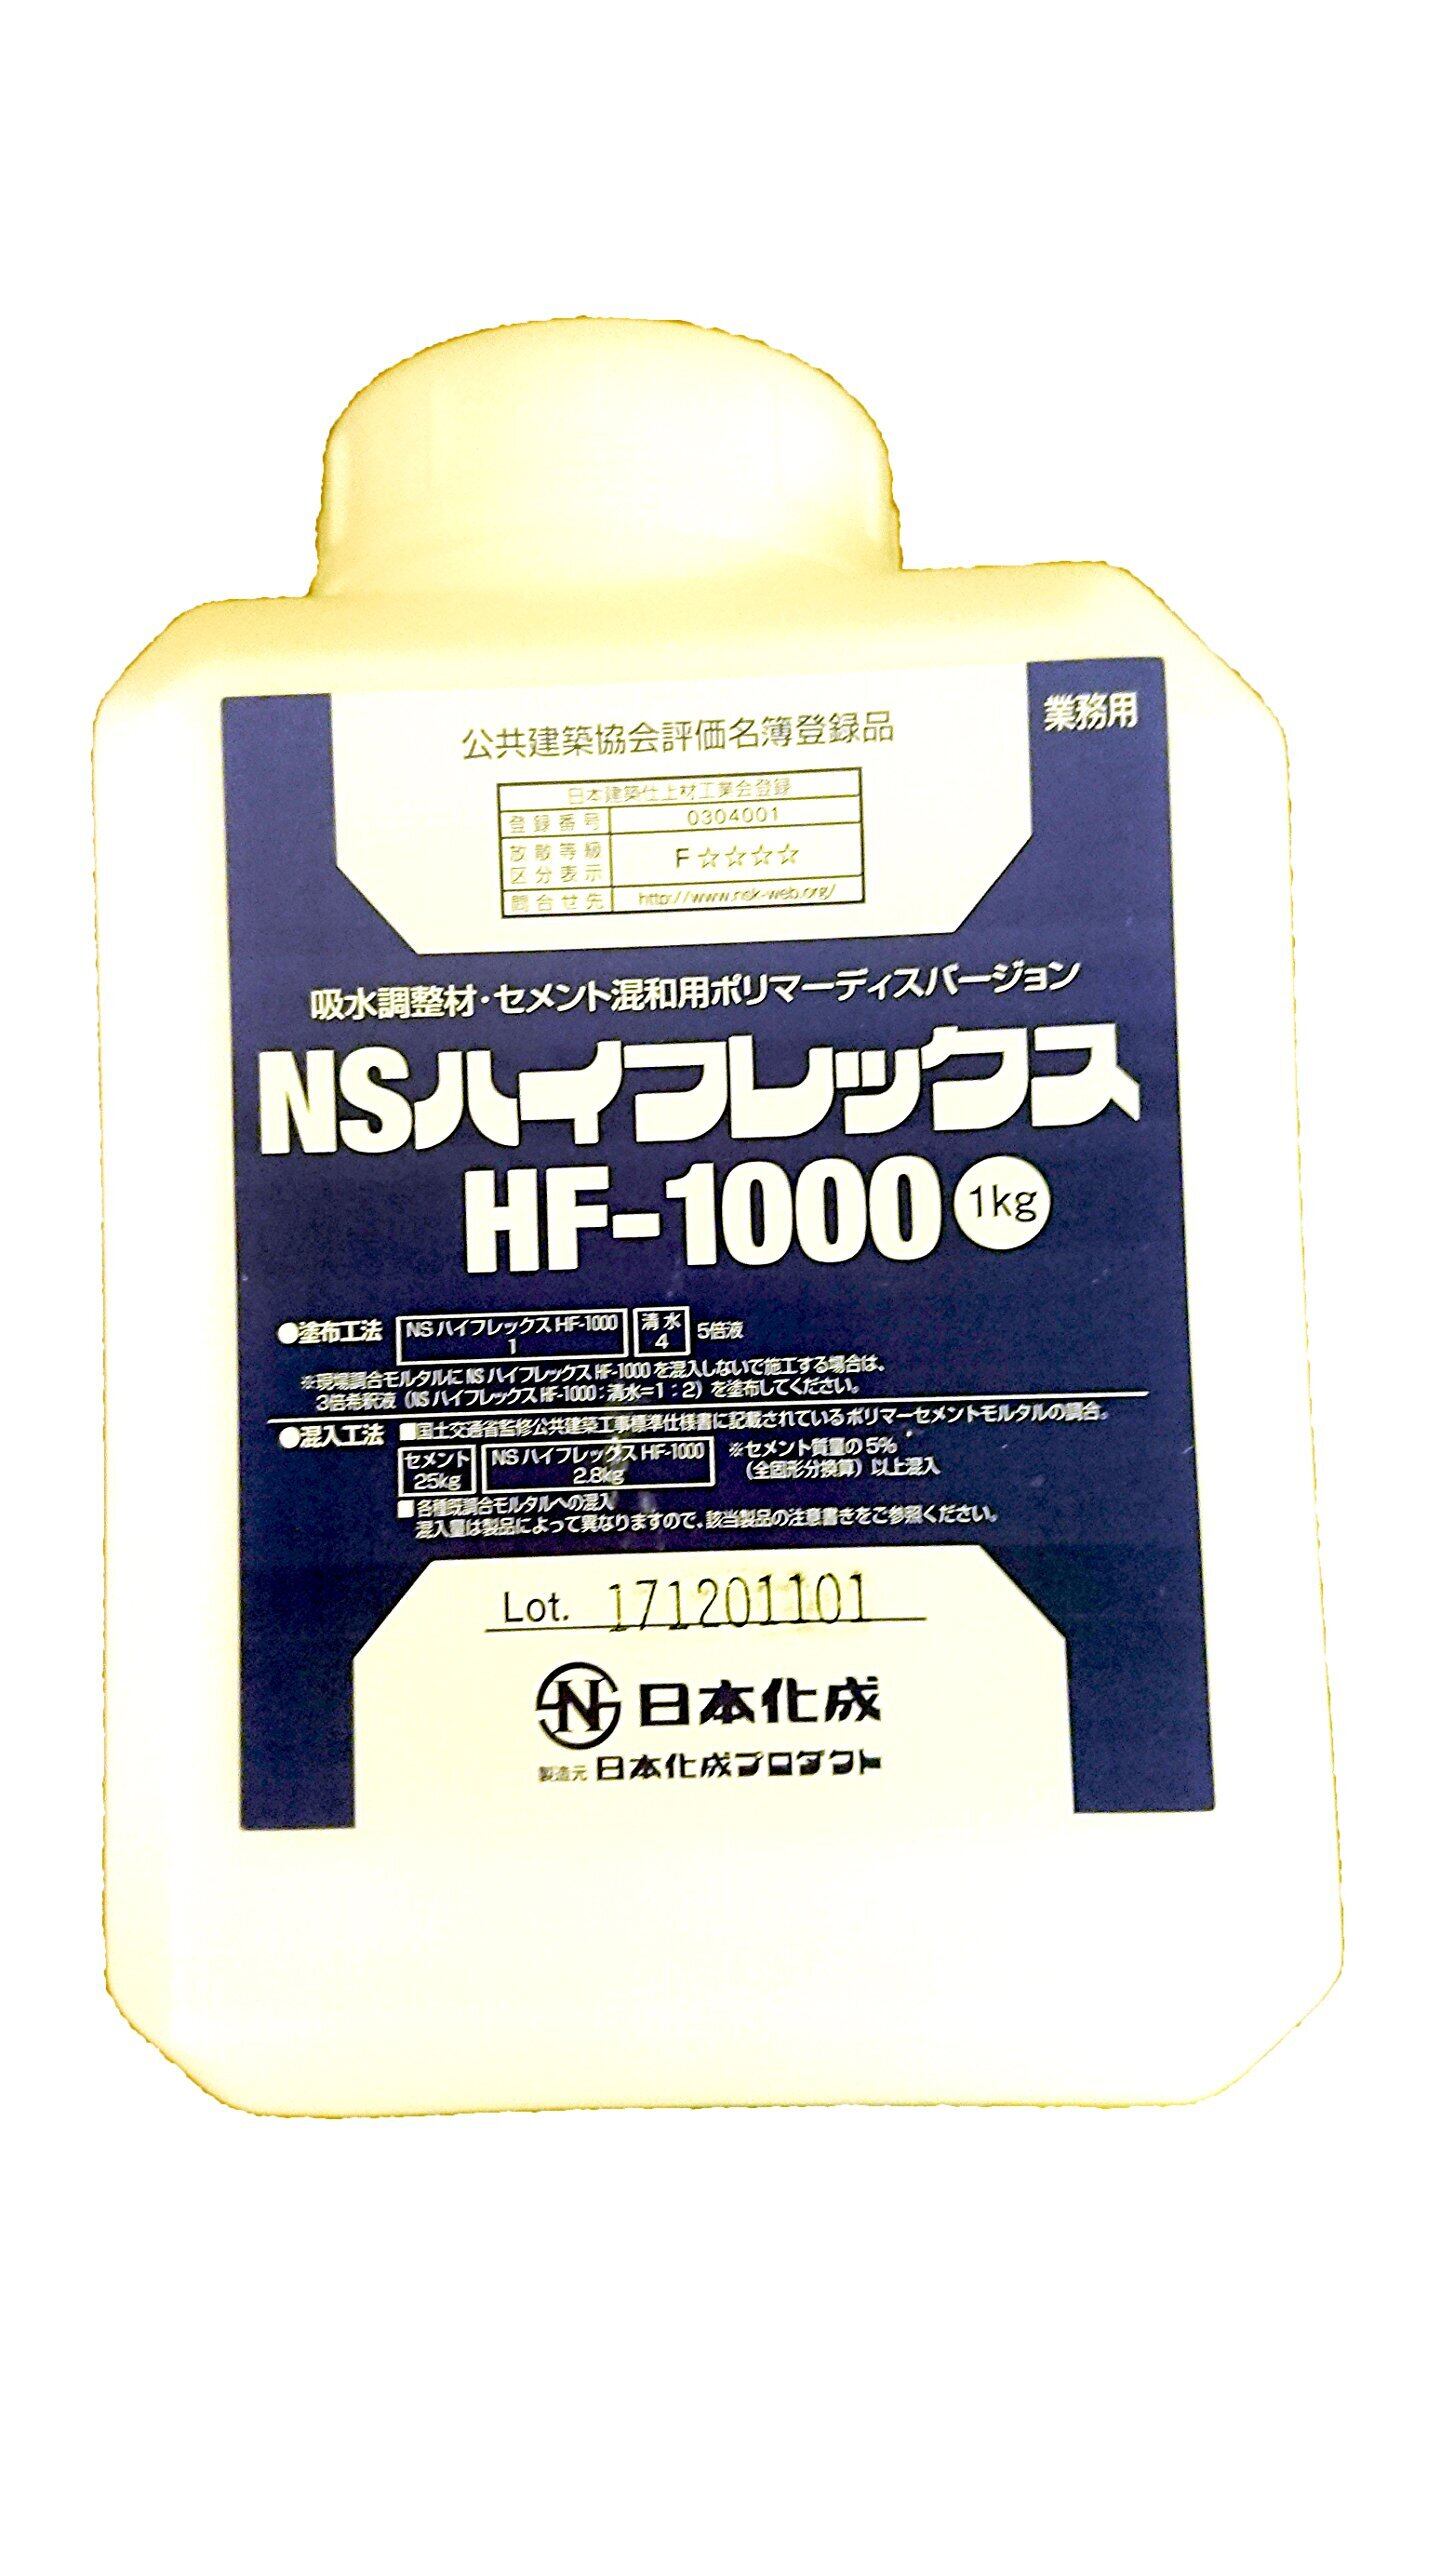 公共建築協会評価名簿登録品
業務用
日本建築仕上材工業会登録
登録番号 0304001
放散等級
区分表示 F☆☆☆☆
問合せ先 http://www.nsk-web.org/
吸水調整材・セメント混和用ポリマーディスパージョン
NSハイフレックス
HF-1000 1kg
●塗布工法 NSハイフレックスHF-1000 1 清水 4 5倍液
※現場調合モルタルにNSハイフレックスHF-1000を混入しないで施工する場合は、
3倍希釈液（NSハイフレックスHF-1000：清水=1：2）を塗布してください。
●混入工法 ■国土交通省監修公共建築工事標準仕様書に記載されているポリマーセメントモルタルの調合。
セメント 25kg NSハイフレックスHF-1000 2.8kg ※セメント質量の5%
（全固形分換算）以上混入
■各種既調合モルタルへの混入
混入量は製品によって異なりますので、該当製品の注意書きをご参照ください。
Lot. 171201101
NS 日本化成
製造元 日本化成プロダクト